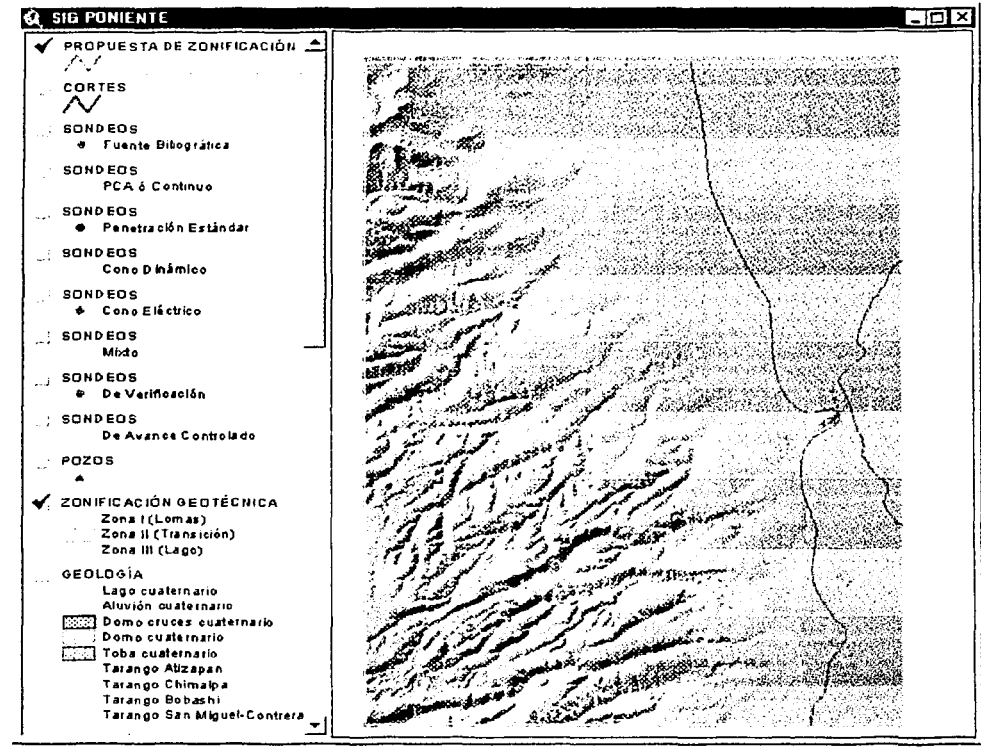 SIG PONIENTE
PROPUESTA DE ZONIFICACIÓN
CORTES
SONDEOS
Fuente Bibliográfica
SONDEOS
PCA ó Continuo
SONDEOS
Penetración Estándar
SONDEOS
Cono Dinámico
SONDEOS
Cono Eléctrico
SONDEOS
Mixto
SONDEOS
De Verificación
SONDEOS
De Avance Controlado
POZOS
ZONIFICACIÓN GEOTÉCNICA
Zona I (Lomas)
Zona II (Transición)
Zona III (Lago)
GEOLOGÍA
Lago cuaternario
Aluvión cuaternario
Domo cruces cuaternario
Domo cuaternario
Toba cuaternario
Tarango Atizapan
Tarango Chimalpa
Tarango Bobashi
Tarango San Miguel-Contrera